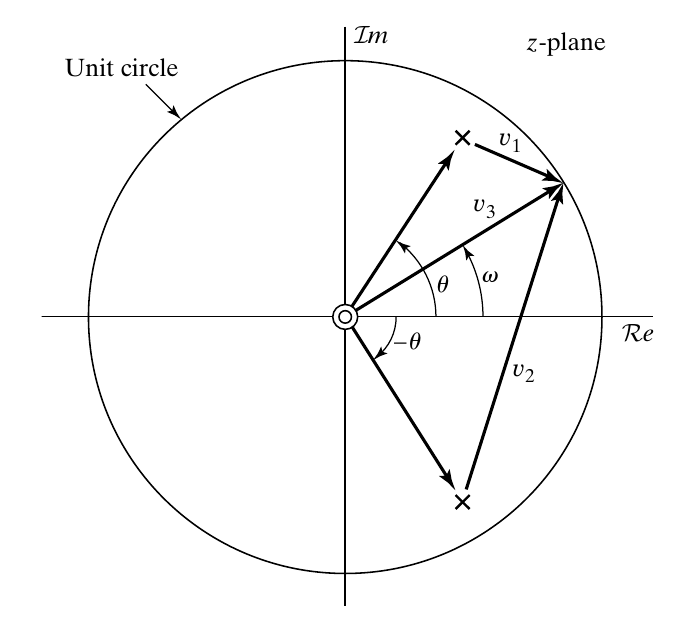 ℐm
z-plane
Unit circle
v₁
v₃
θ
ω
ℛe
−θ
v₂